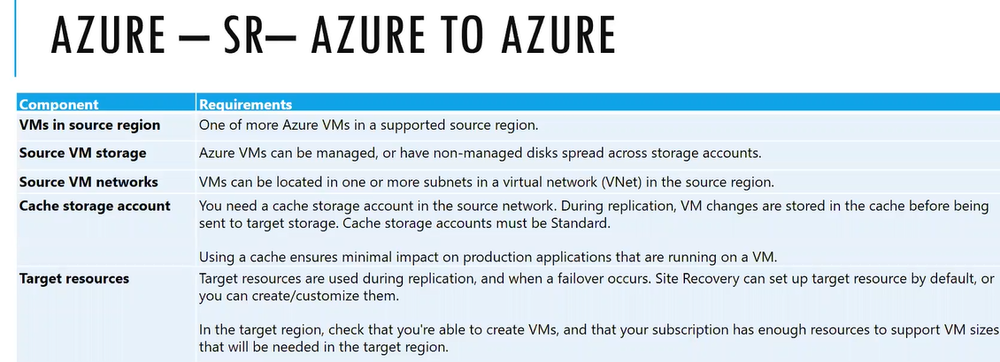 AZURE – SR– AZURE TO AZURE
Component Requirements
VMs in source region One of more Azure VMs in a supported source region.
Source VM storage Azure VMs can be managed, or have non-managed disks spread across storage accounts.
Source VM networks VMs can be located in one or more subnets in a virtual network (VNet) in the source region.
Cache storage account You need a cache storage account in the source network. During replication, VM changes are stored in the cache before being
sent to target storage. Cache storage accounts must be Standard.
Using a cache ensures minimal impact on production applications that are running on a VM.
Target resources Target resources are used during replication, and when a failover occurs. Site Recovery can set up target resource by default, or
you can create/customize them.
In the target region, check that you're able to create VMs, and that your subscription has enough resources to support VM sizes
that will be needed in the target region.